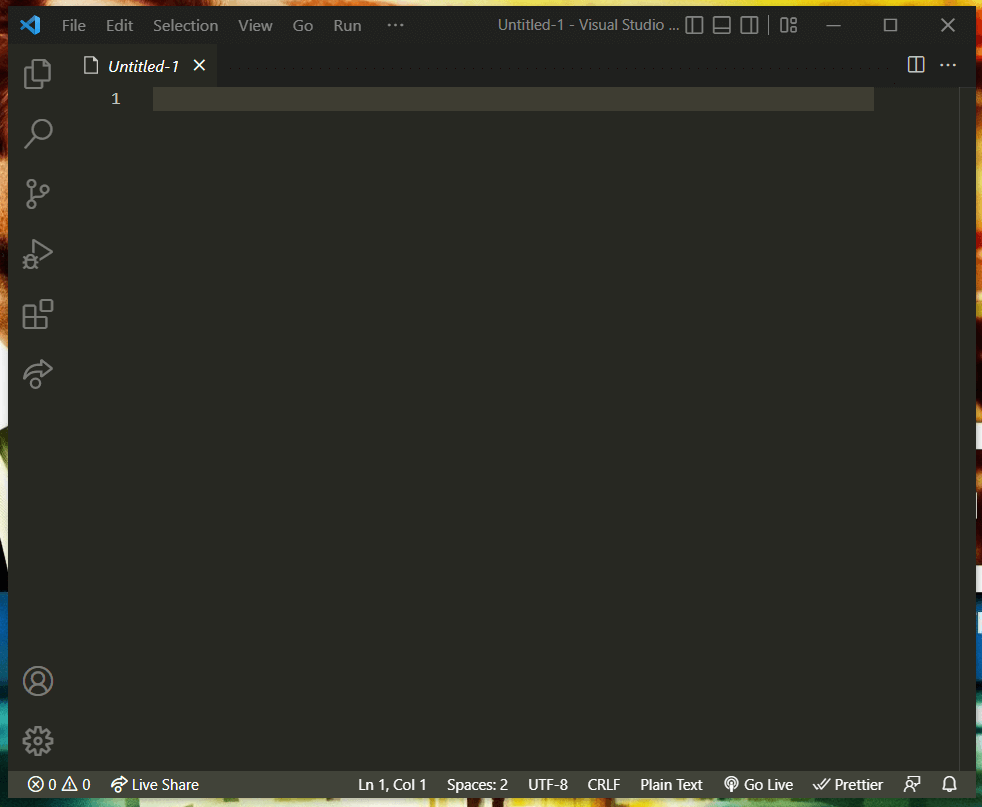 File Edit Selection View Go Run ··· Untitled-1 - Visual Studio ...
Untitled-1
1
0 0 Live Share Ln 1, Col 1 Spaces: 2 UTF-8 CRLF Plain Text Go Live Prettier